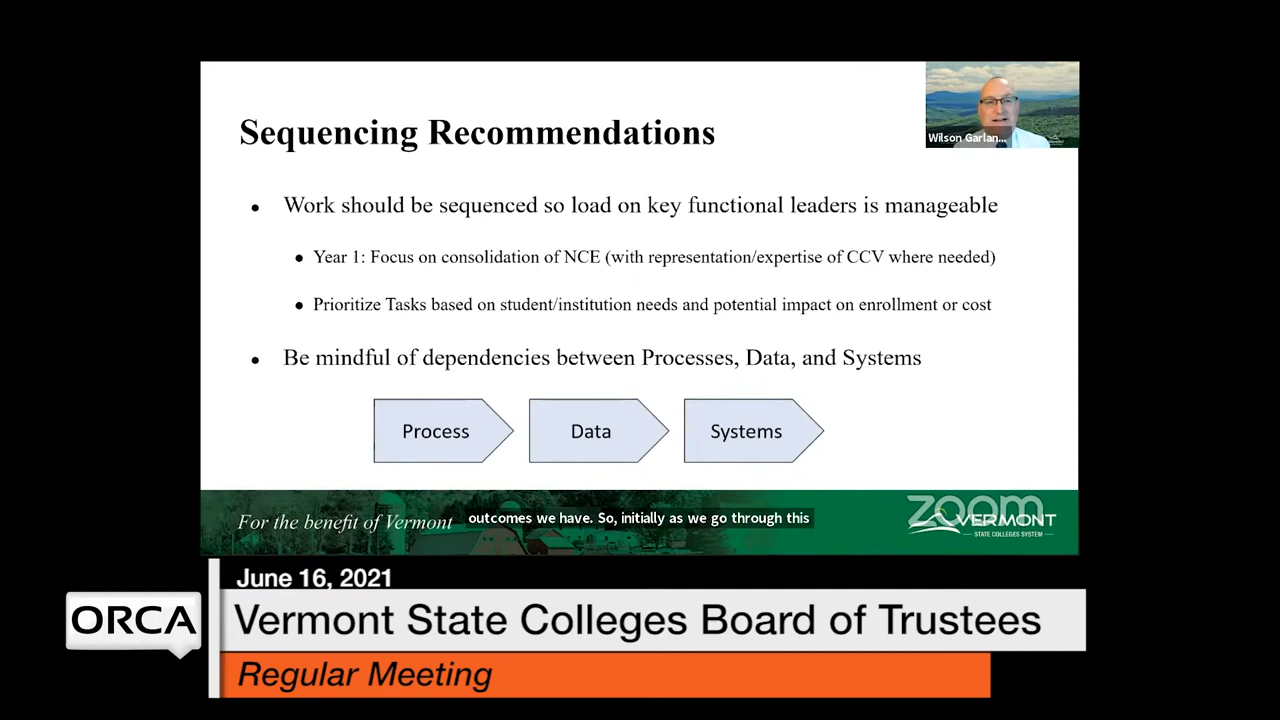 Sequencing Recommendations
Wilson Garlan...
• Work should be sequenced so load on key functional leaders is manageable
• Year 1: Focus on consolidation of NCE (with representation/expertise of CCV where needed)
• Prioritize Tasks based on student/institution needs and potential impact on enrollment or cost
• Be mindful of dependencies between Processes, Data, and Systems
Process
Data
Systems
For the benefit of Vermont
outcomes we have. So, initially as we go through this
zoom
VERMONT
STATE COLLEGES SYSTEM
June 16, 2021
ORCA
Vermont State Colleges Board of Trustees
Regular Meeting